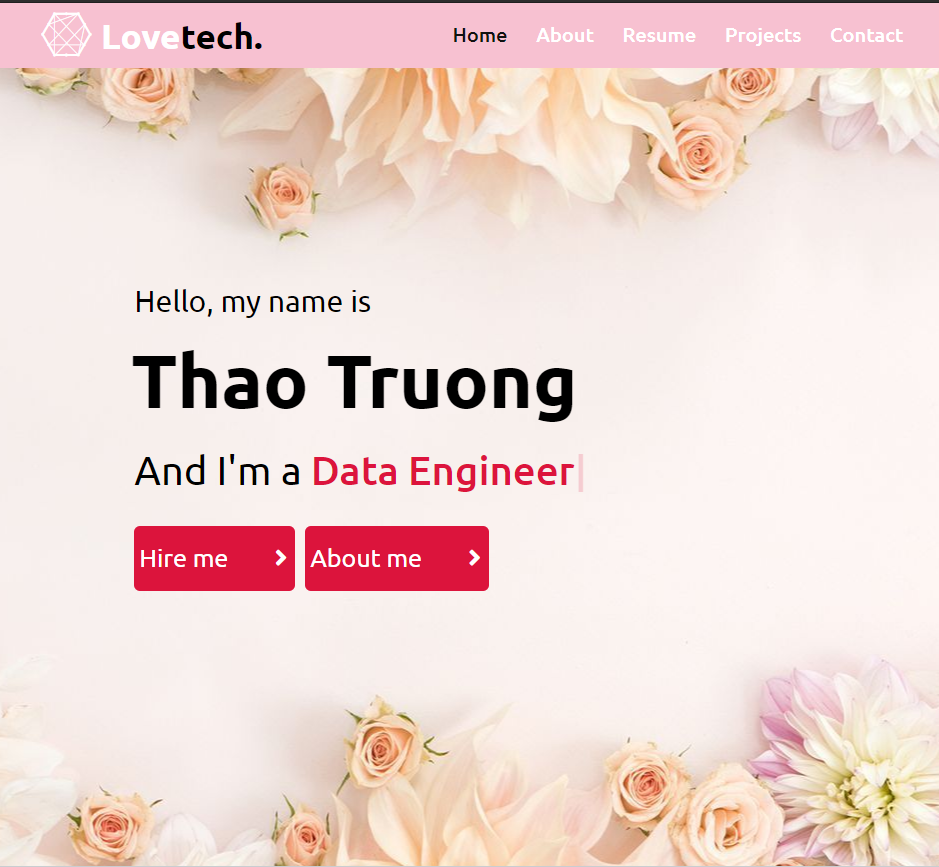 Lovetech.
Home About Resume Projects Contact
Hello, my name is
Thao Truong
And I'm a Data Engineer|
Hire me
About me